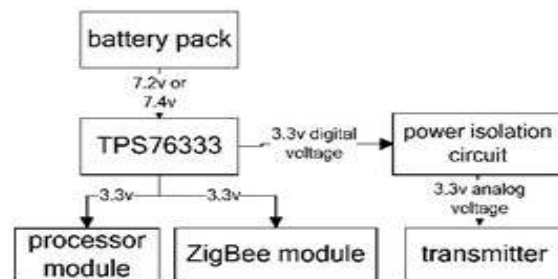 battery pack
7.2v or
7.4v
TPS76333
3.3v digital
voltage
power isolation
circuit
3.3v
3.3v
3.3v analog
voltage
processor
module
ZigBee module
transmitter